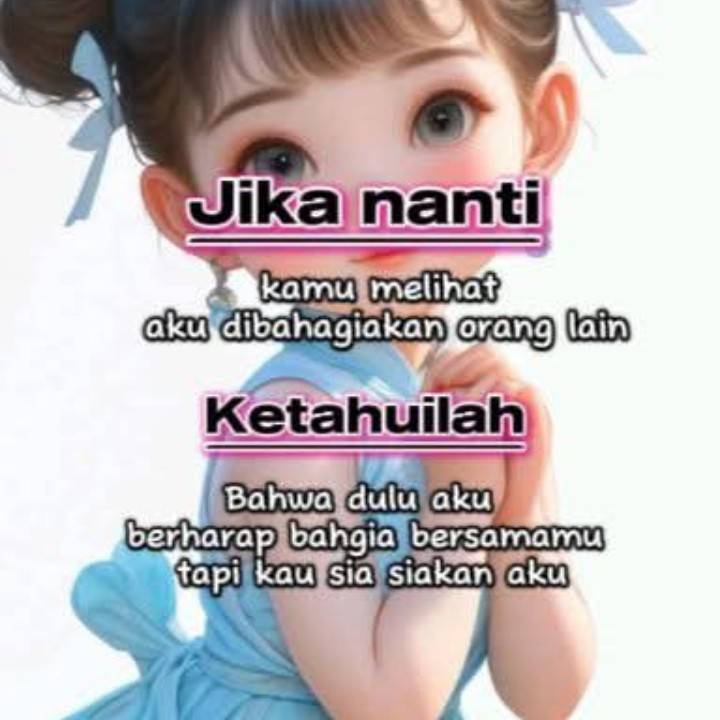 Jika nanti
kamu melihat
aku dibahagiakan orang lain
Ketahuilah
Bahwa dulu aku
berharap bahgia bersamamu
tapi kau sia siakan aku